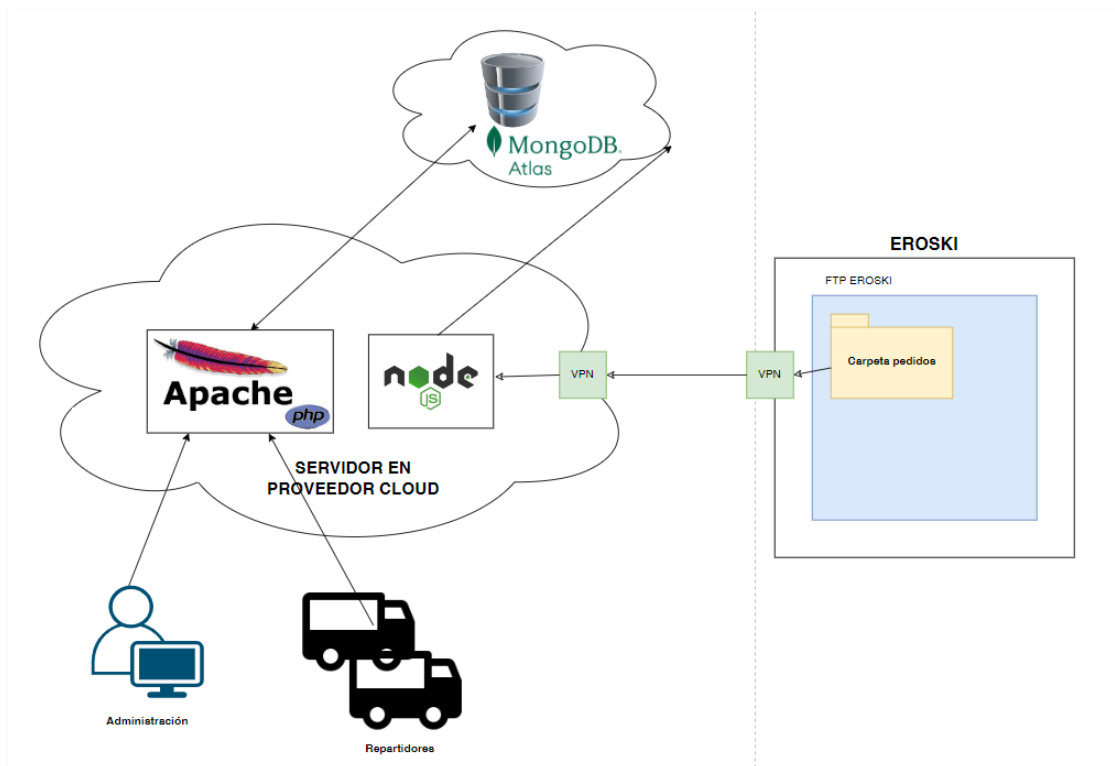 MongoDB.
Atlas
EROSKI
FTP EROSKI
Carpeta pedidos
VPN
VPN
node
JS
Apache
php
SERVIDOR EN
PROVEEDOR CLOUD
Administración
Repartidores